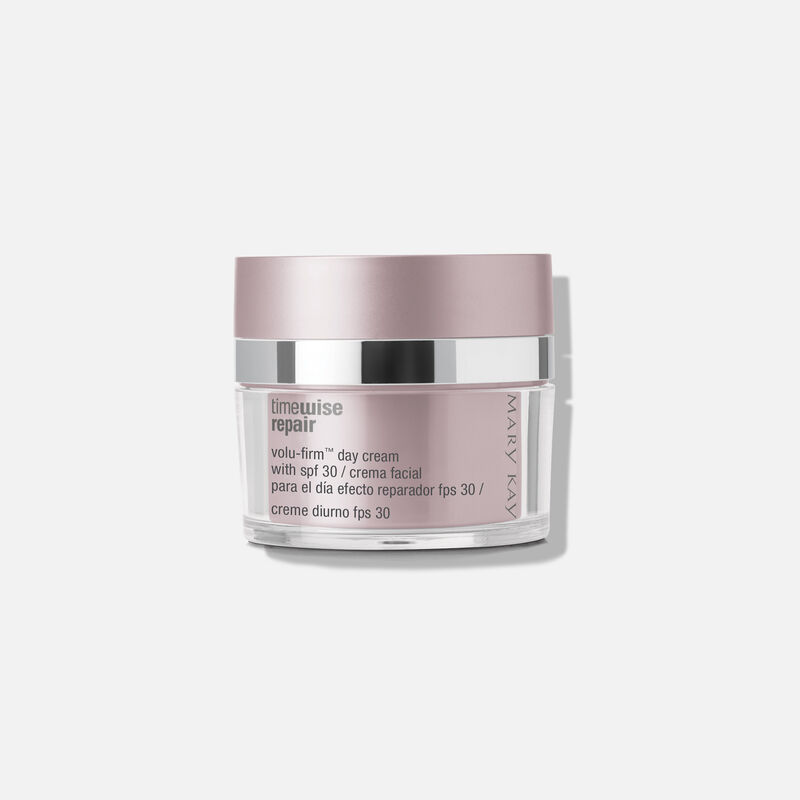 timewise
repair
volu-firm™ day cream
with spf 30 / crema facial
para el día efecto reparador fps 30 /
creme diurno fps 30
MARY KAY